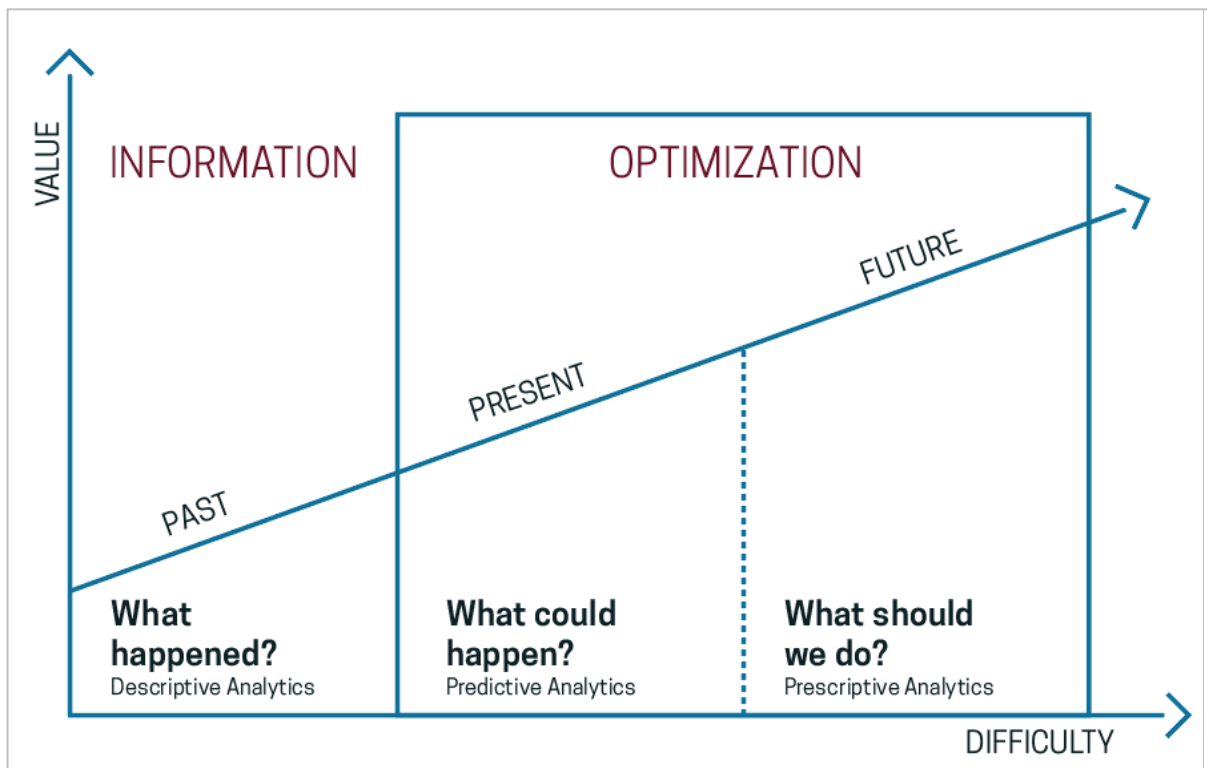 VALUE
INFORMATION
OPTIMIZATION
FUTURE
PRESENT
PAST
What
happened?
Descriptive Analytics
What could
happen?
Predictive Analytics
What should
we do?
Prescriptive Analytics
DIFFICULTY